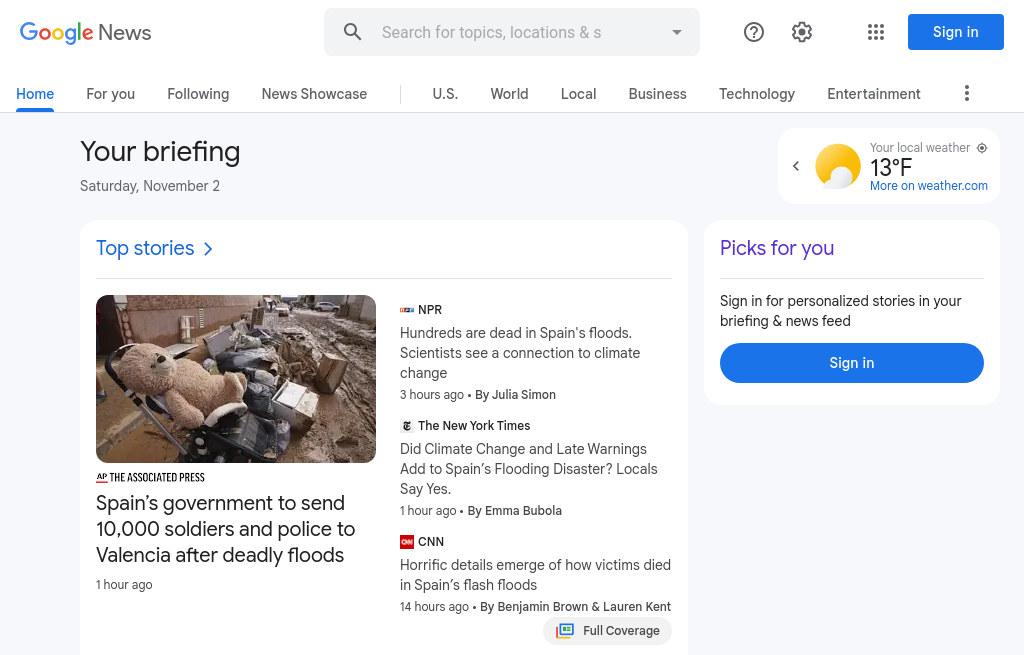 Google News
Search for topics, locations & s
Sign in
Home
For you
Following
News Showcase
U.S.
World
Local
Business
Technology
Entertainment
Your briefing
Saturday, November 2
Your local weather
13°F
More on weather.com
Top stories
THE ASSOCIATED PRESS
AP
Spain’s government to send
10,000 soldiers and police to
Valencia after deadly floods
1 hour ago
NPR
Hundreds are dead in Spain's floods.
Scientists see a connection to climate
change
3 hours ago • By Julia Simon
The New York Times
Did Climate Change and Late Warnings
Add to Spain’s Flooding Disaster? Locals
Say Yes.
1 hour ago • By Emma Bubola
CNN
CNN
Horrific details emerge of how victims died
in Spain’s flash floods
14 hours ago • By Benjamin Brown & Lauren Kent
Full Coverage
Picks for you
Sign in for personalized stories in your
briefing & news feed
Sign in